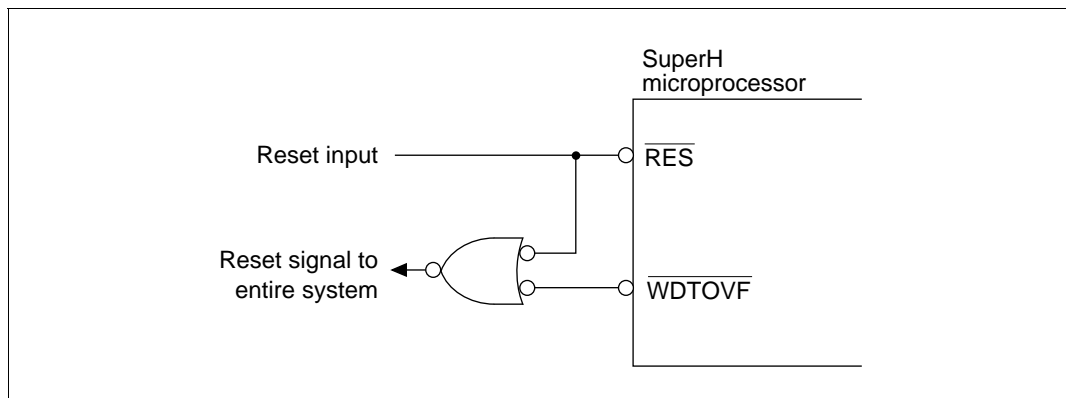 SuperH
microprocessor
Reset input
RES
Reset signal to
entire system
WDTOVF